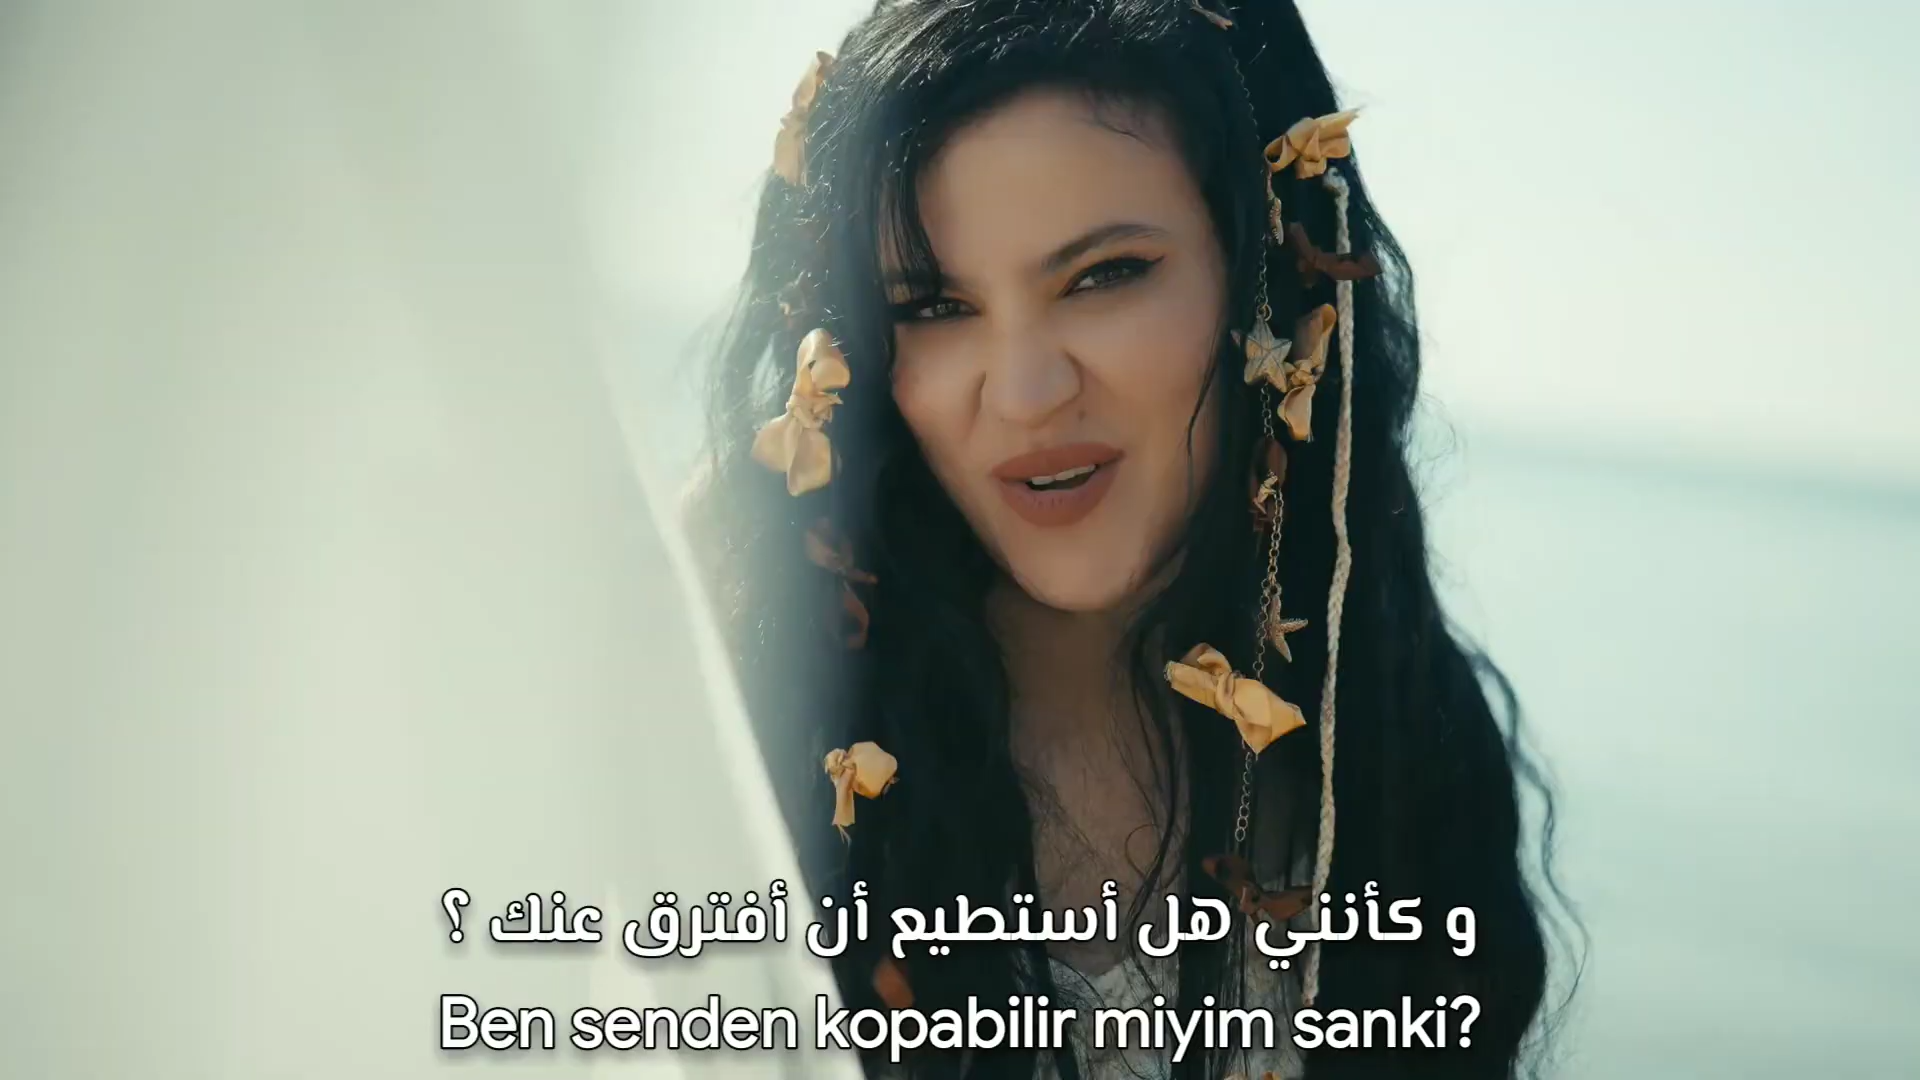 و كأنني هل أستطيع أن أفترق عنك ؟
Ben senden kopabilir miyim sanki?